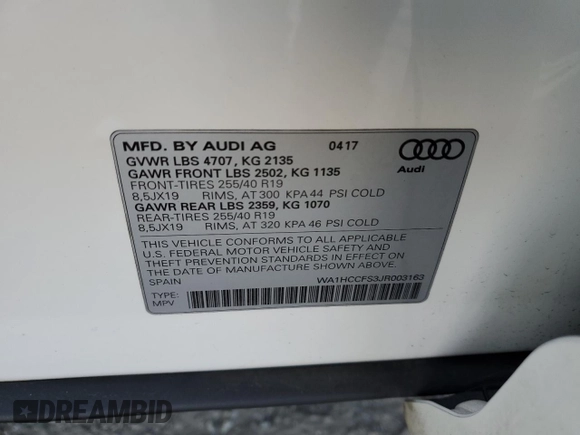 MFD. BY AUDI AG 04 17
GVWR LBS 4707, KG 2135
GAWR FRONT LBS 2502, KG 1135
FRONT-TIRES 255/40 R19
8,5JX19 RIMS, AT 300 KPA 44 PSI COLD
GAWR REAR LBS 2359, KG 1070
REAR-TIRES 255/40 R19
8,5JX19 RIMS, AT 320 KPA 46 PSI COLD
Audi
THIS VEHICLE CONFORMS TO ALL APPLICABLE
U.S. FEDERAL MOTOR VEHICLE SAFETY AND
THEFT PREVENTION STANDARDS IN EFFECT ON
THE DATE OF MANUFACTURE SHOWN ABOVE.
SPAIN WA1HCCFS3JR003163
TYPE:
MPV
DREAMBID